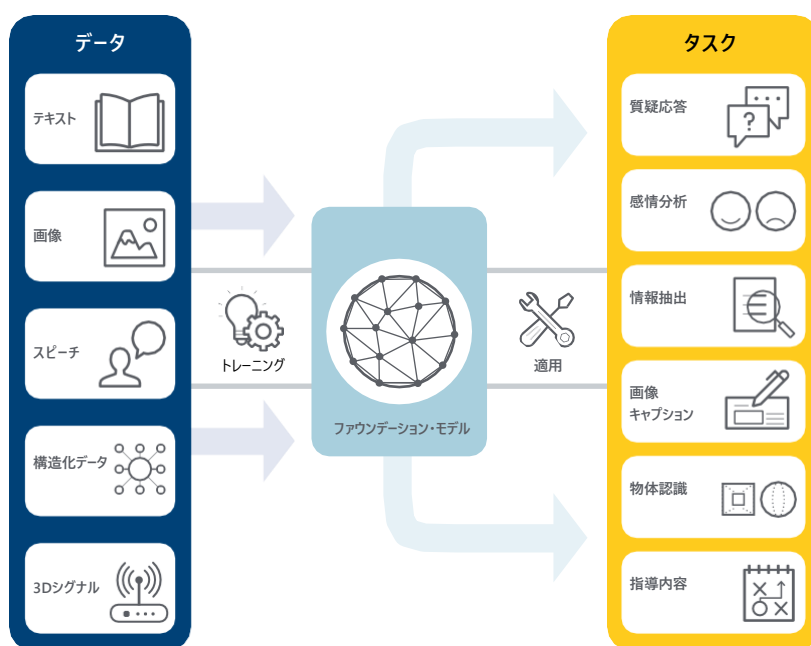 データ
テキスト
画像
スピーチ
構造化データ
3Dシグナル
トレーニング
ファウンデーション・モデル
適用
タスク
質疑応答
?
感情分析
情報抽出
画像
キャプション
物体認識
指導内容